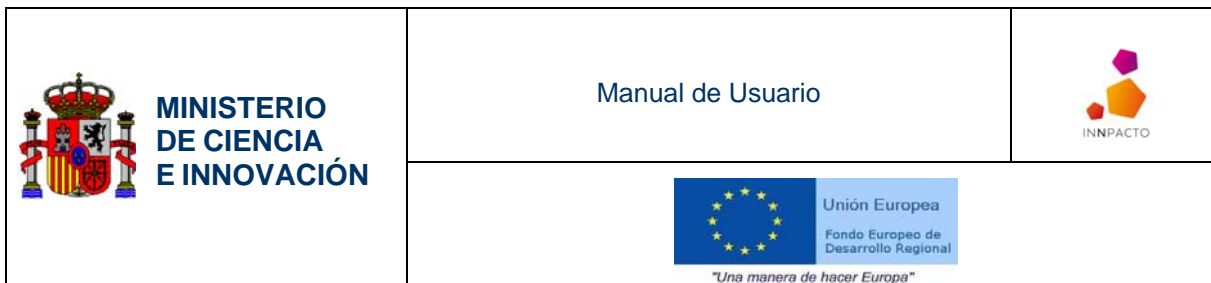 MINISTERIO
DE CIENCIA
E INNOVACIÓN
Manual de Usuario
INNPACTO
Unión Europea
Fondo Europeo de
Desarrollo Regional
"Una manera de hacer Europa"